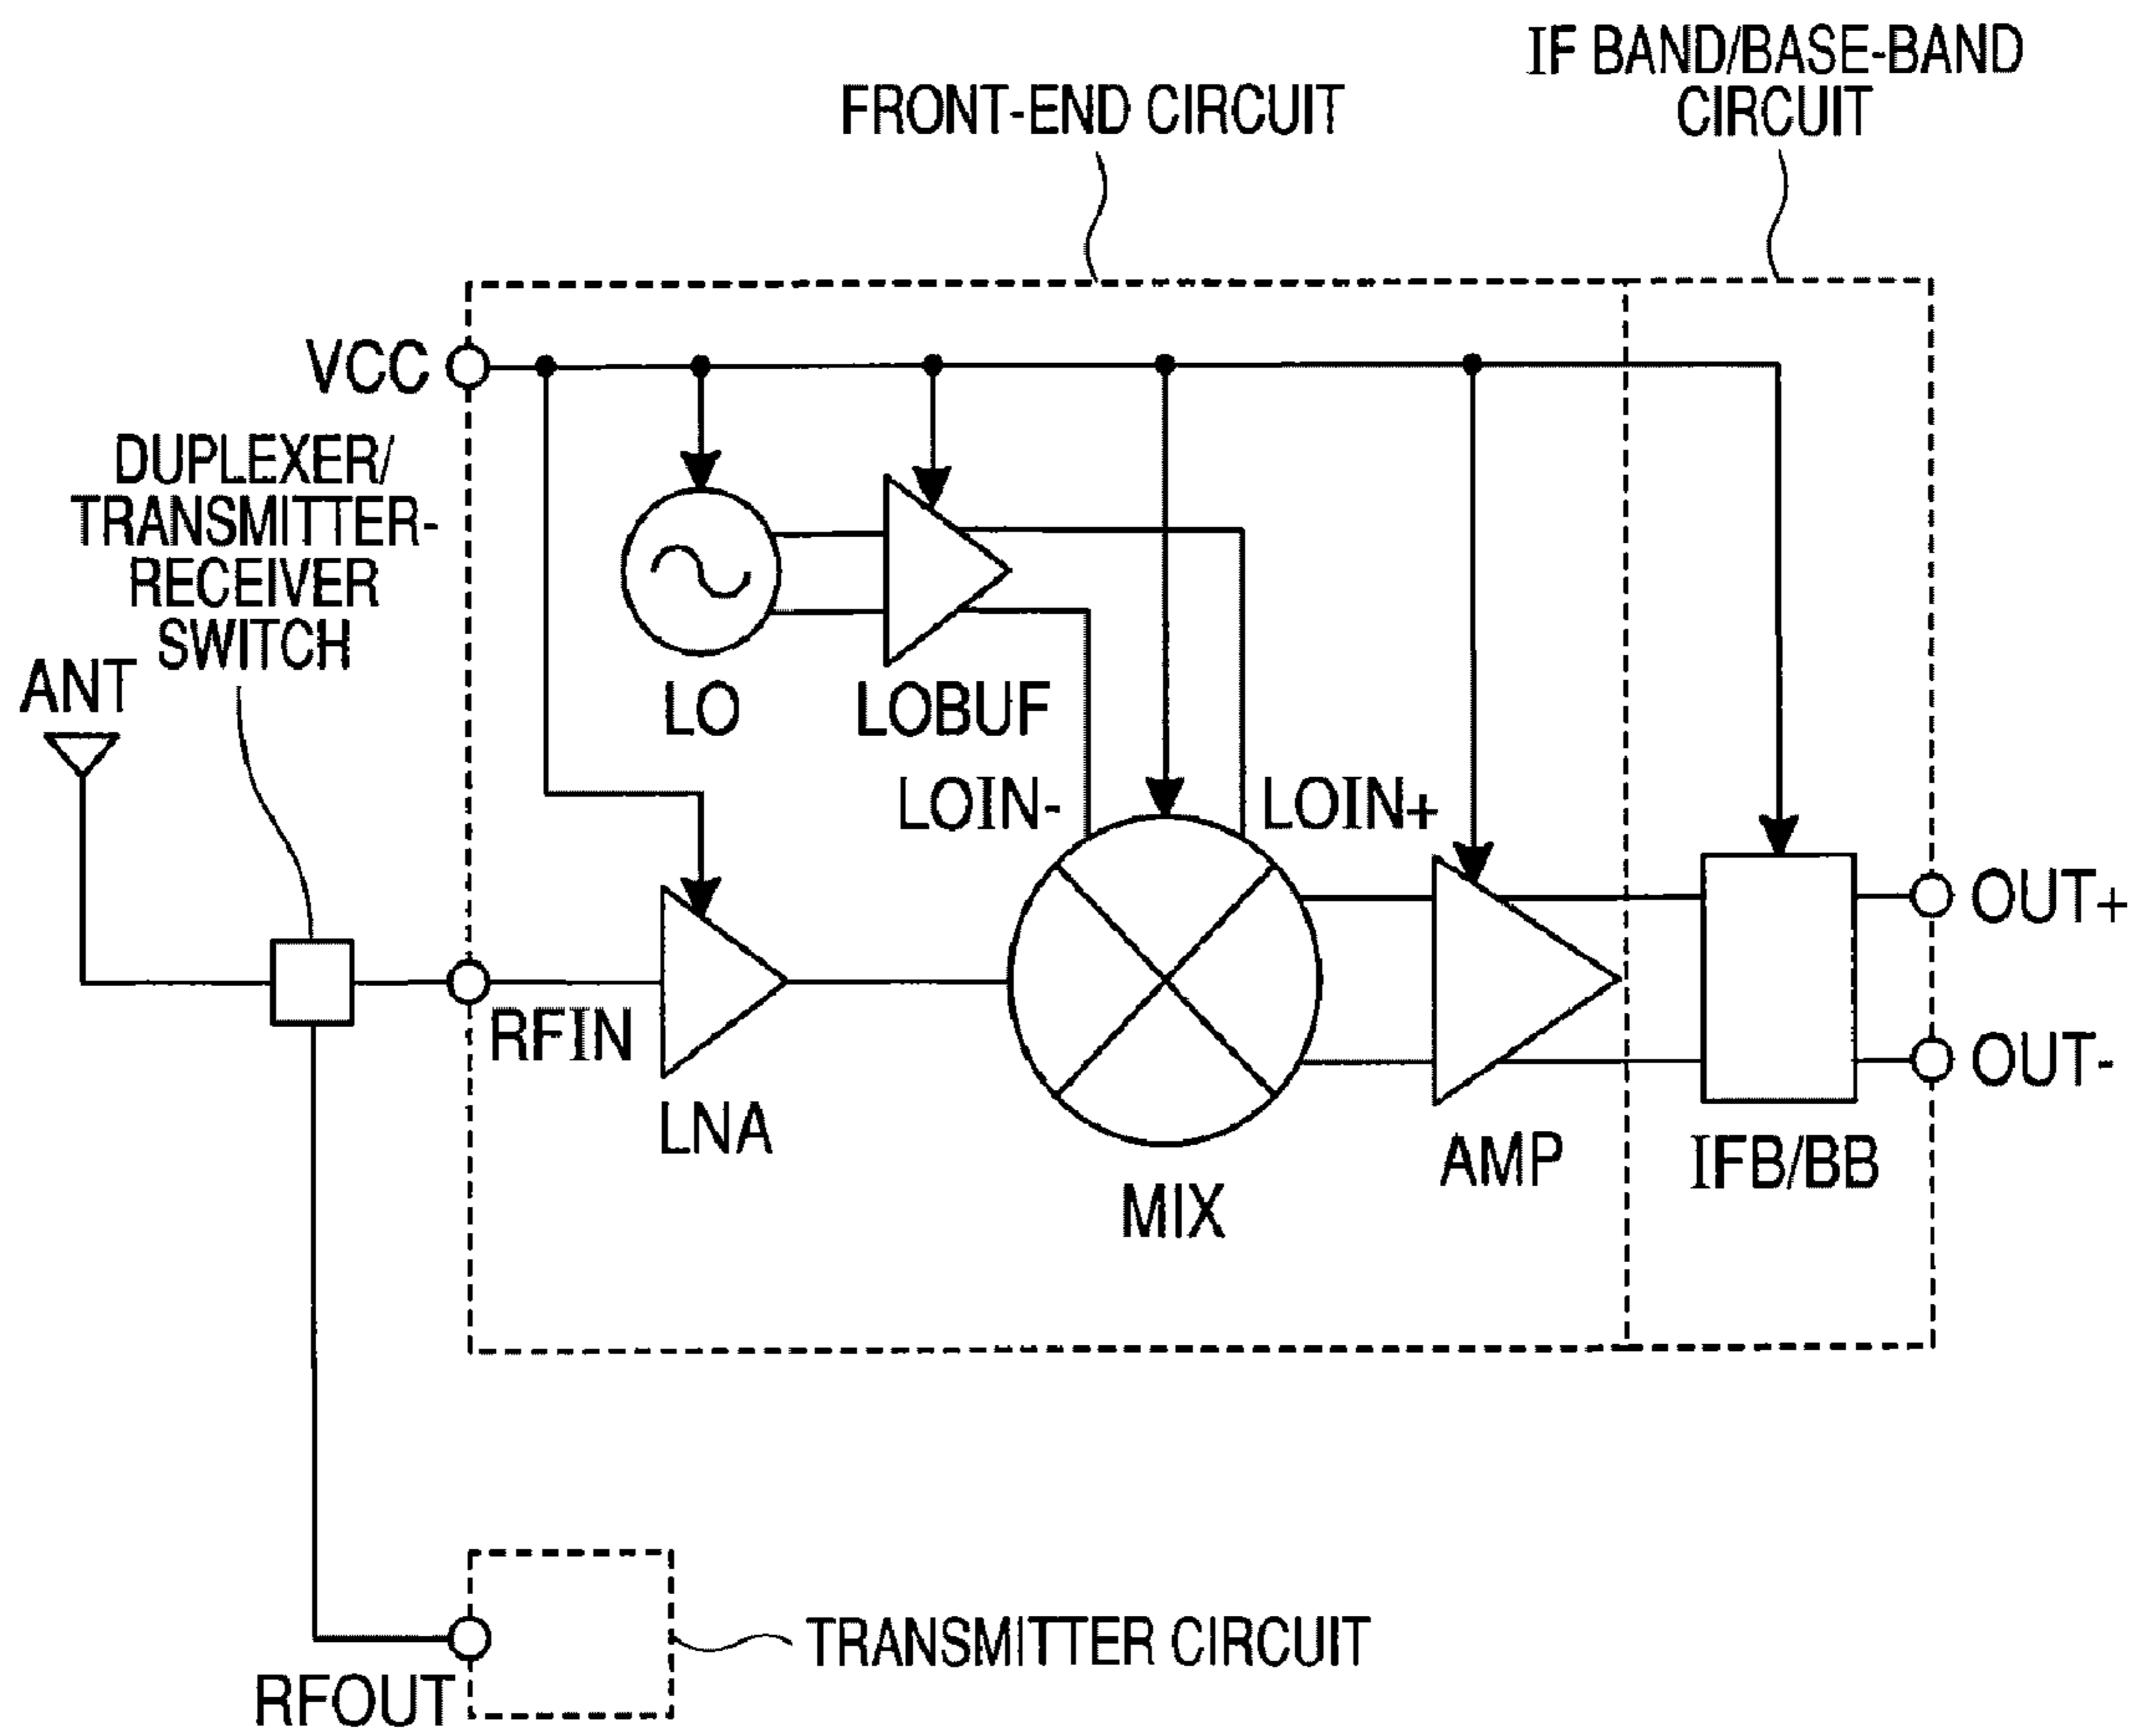 IF BAND/BASE-BAND
CIRCUIT
FRONT-END CIRCUIT
VCC
DUPLEXER/
TRANSMITTER-
RECEIVER
SWITCH
ANT
LO
LOBUF
LOIN-
LOIN+
OUT+
RFIN
OUT-
LNA
AMP
IFB/BB
MIX
TRANSMITTER CIRCUIT
RFOUT